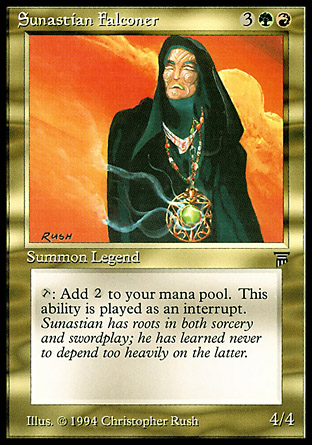 Sunastian Falconer 3
RUSH
Summon Legend
: Add 2 to your mana pool. This
ability is played as an interrupt.
Sunastian has roots in both sorcery
and swordplay; he has learned never
to depend too heavily on the latter.
Illus. © 1994 Christopher Rush 4/4